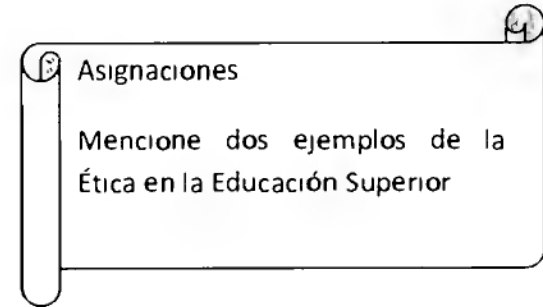 Asignaciones
Mencione dos ejemplos de la
Ética en la Educación Superior